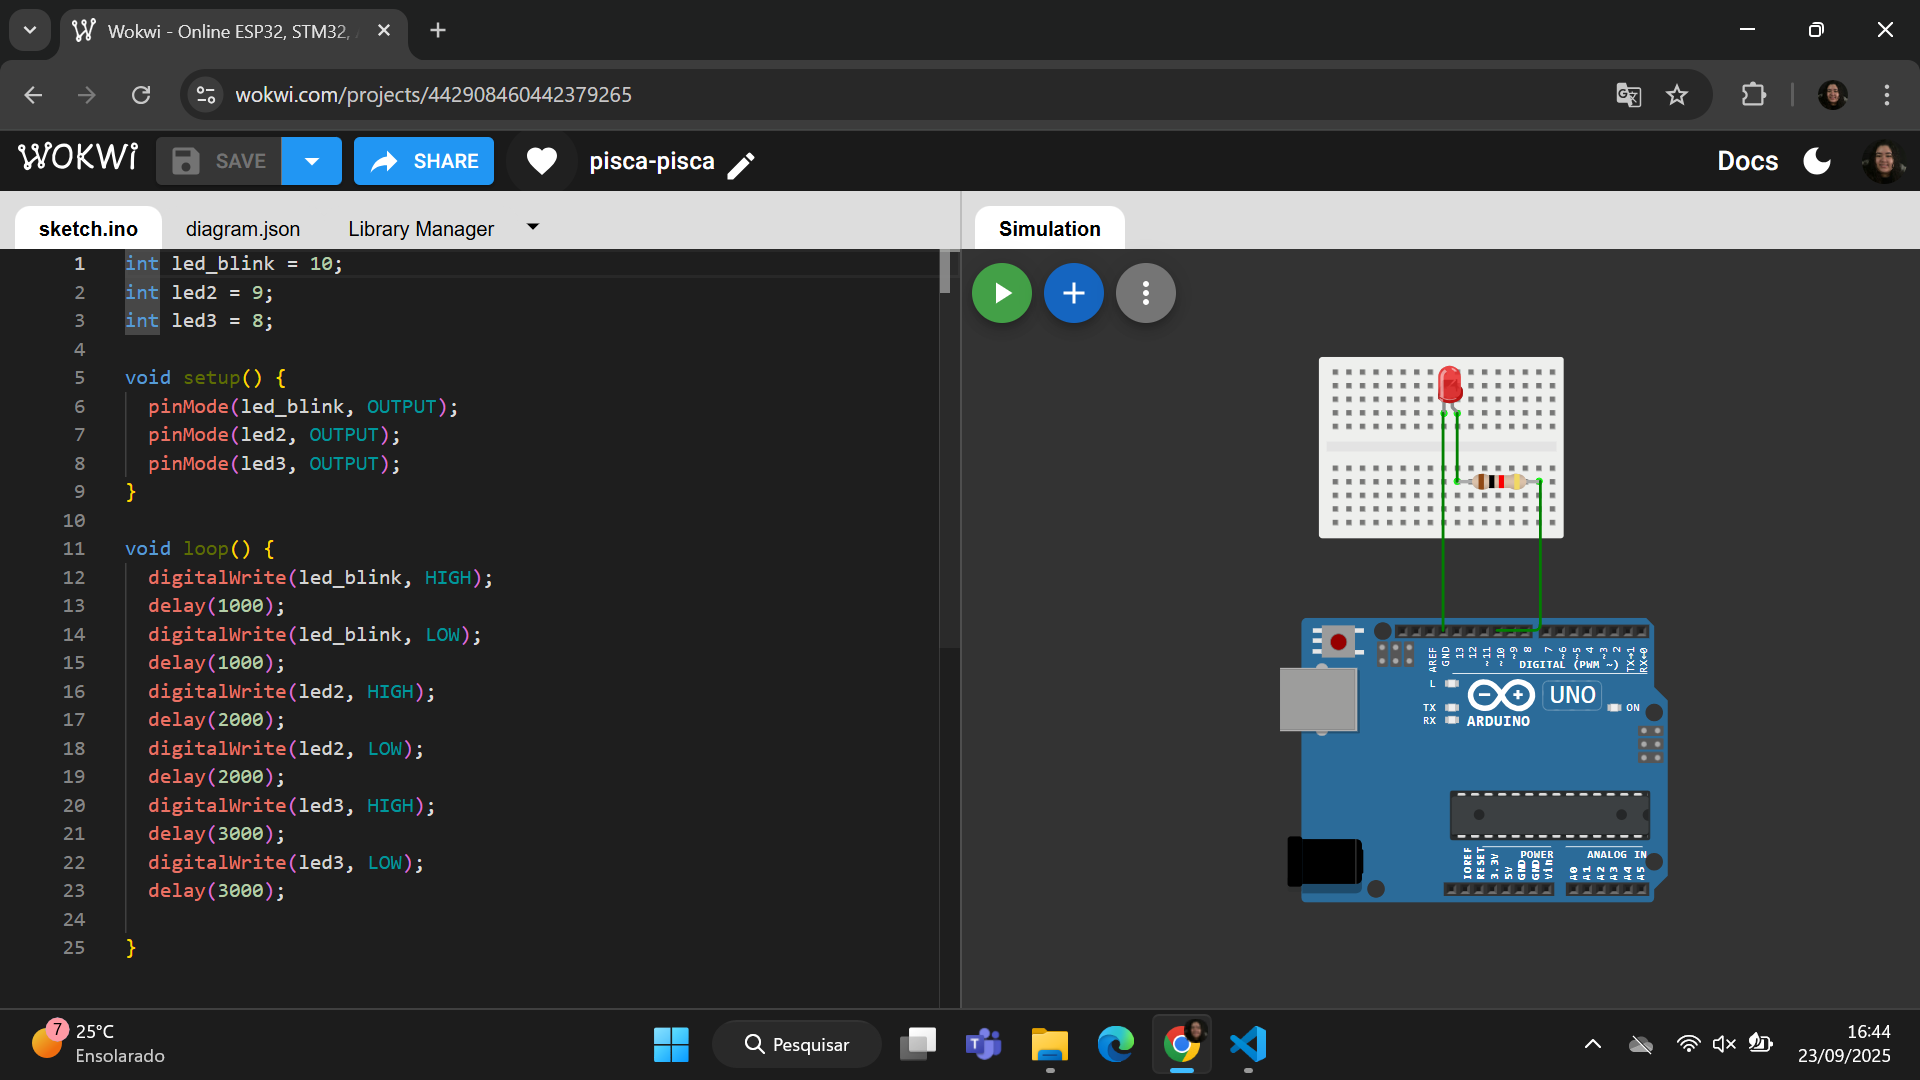 Wokwi - Online ESP32, STM32,
wokwi.com/projects/442908460442379265
WOKWi
SAVE
SHARE
pisca-pisca
Docs
sketch.ino
diagram.json
Library Manager
Simulation
1 int led_blink = 10;
2 int led2 = 9;
3 int led3 = 8;
4
5 void setup() {
6 pinMode(led_blink, OUTPUT);
7 pinMode(led2, OUTPUT);
8 pinMode(led3, OUTPUT);
9 }
10
11 void loop() {
12 digitalWrite(led_blink, HIGH);
13 delay(1000);
14 digitalWrite(led_blink, LOW);
15 delay(1000);
16 digitalWrite(led2, HIGH);
17 delay(2000);
18 digitalWrite(led2, LOW);
19 delay(2000);
20 digitalWrite(led3, HIGH);
21 delay(3000);
22 digitalWrite(led3, LOW);
23 delay(3000);
24
25 }
AREF GND 13 12 ~11 ~10 ~9 8 7 ~6 ~5 4 ~3 2 TX→1 RX←0
DIGITAL (PWM ~)
L
TX
RX
UNO
ON
ARDUINO
POWER
ANALOG IN
IOREF RESET 3.3V 5V GND GND Vin A0 A1 A2 A3 A4 A5
7
25°C
Ensolarado
Pesquisar
16:44
23/09/2025